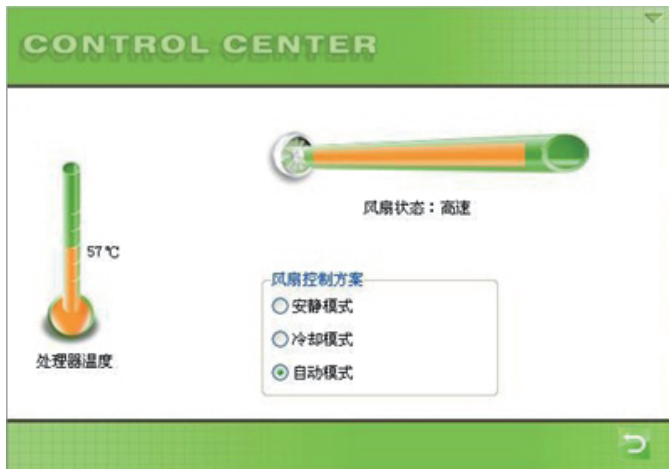 CONTROL CENTER
风扇状态：高速
57℃
处理器温度
风扇控制方案
安静模式
冷却模式
自动模式